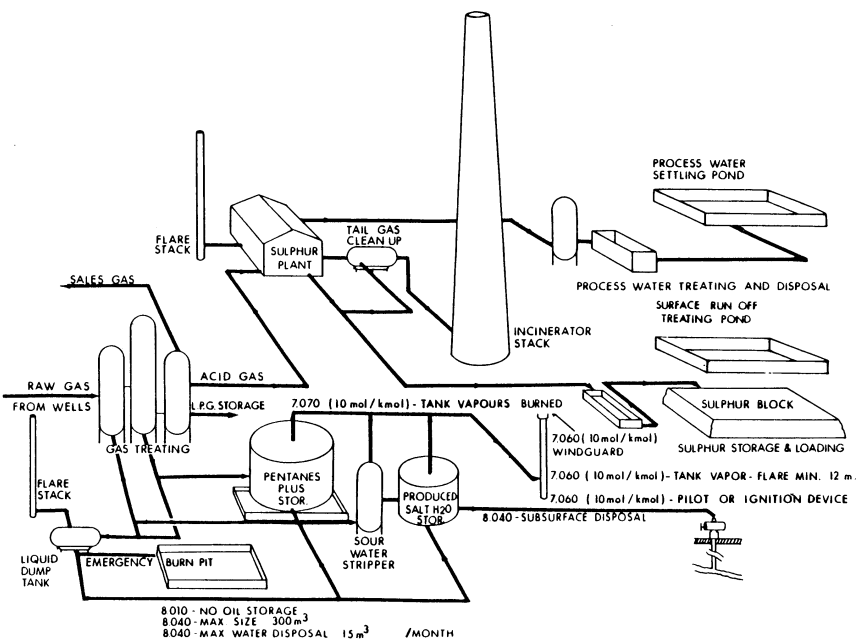 PROCESS WATER
SETTLING POND
FLARE
STACK
TAIL GAS
CLEAN UP
SULPHUR
PLANT
SALES GAS
PROCESS WATER TREATING AND DISPOSAL
SURFACE RUN OFF
TREATING POND
INCINERATOR
STACK
RAW GAS
FROM WELLS
ACID GAS
L.P.G. STORAGE
GAS TREATING
7.070 (10 mol/kmol) - TANK VAPOURS BURNED
SULPHUR BLOCK
SULPHUR STORAGE & LOADING
7.060 (10 mol/kmol)
WINDGUARD
7.060 (10 mol/kmol) - TANK VAPOR - FLARE MIN. 12 m.
7.060 (10 mol/kmol) - PILOT OR IGNITION DEVICE
8.040 - SUBSURFACE DISPOSAL
PENTANES
PLUS
STOR.
PRODUCED
SALT H2O
STOR.
FLARE
STACK
SOUR
WATER
STRIPPER
LIQUID
DUMP
TANK
EMERGENCY BURN PIT
8.010 - NO OIL STORAGE
8.040 - MAX. SIZE 300 m³
8.040 - MAX WATER DISPOSAL 15 m³ /MONTH